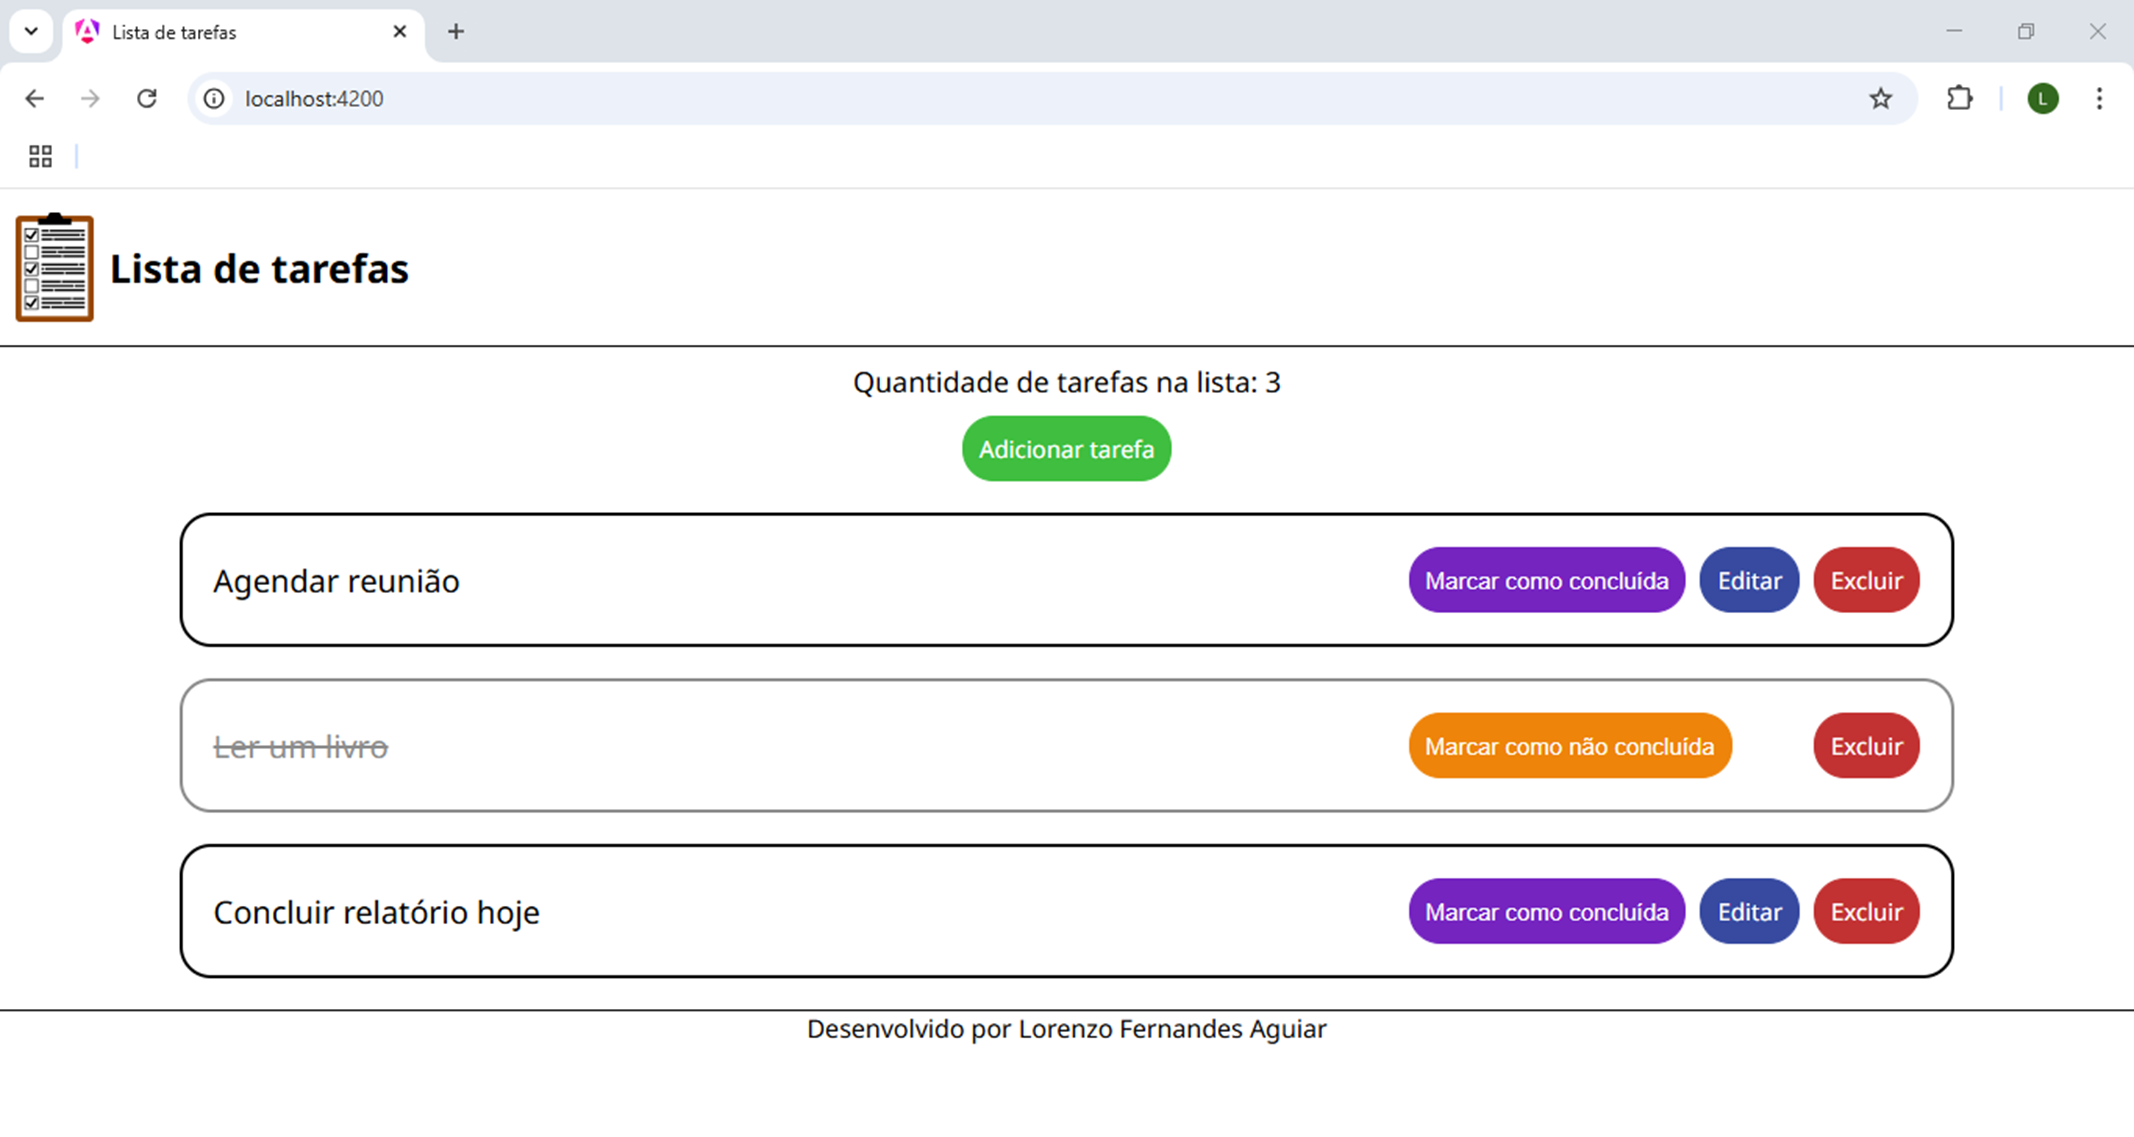 Lista de tarefas
localhost:4200
L
Lista de tarefas
Quantidade de tarefas na lista: 3
Adicionar tarefa
Agendar reunião Marcar como concluída Editar Excluir
Ler um livro Marcar como não concluída Excluir
Concluir relatório hoje Marcar como concluída Editar Excluir
Desenvolvido por Lorenzo Fernandes Aguiar